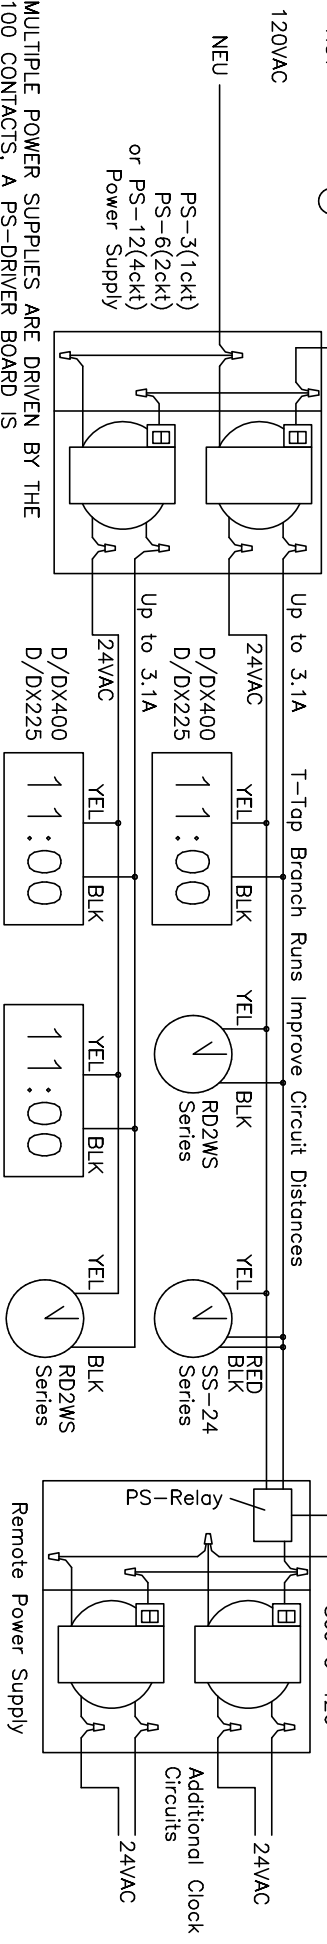 120VAC
NEU
PS-3(1ckt)
PS-6(2ckt)
or PS-12(4ckt)
Power Supply
MULTIPLE POWER SUPPLIES ARE DRIVEN BY THE
100 CONTACTS, A PS-DRIVER BOARD IS
Up to 3.1A
24VAC
D/DX400
D/DX225
Up to 3.1A
24VAC
D/DX400
D/DX225
T-Tap Branch Runs Improve Circuit Distances
YEL
BLK
11:00
YEL
BLK
RD2WS
Series
YEL
RED
BLK
SS-24
Series
YEL
BLK
11:00
YEL
BLK
11:00
YEL
BLK
RD2WS
Series
PS-Relay
Remote Power Supply
24VAC
Additional Clock
Circuits
24VAC